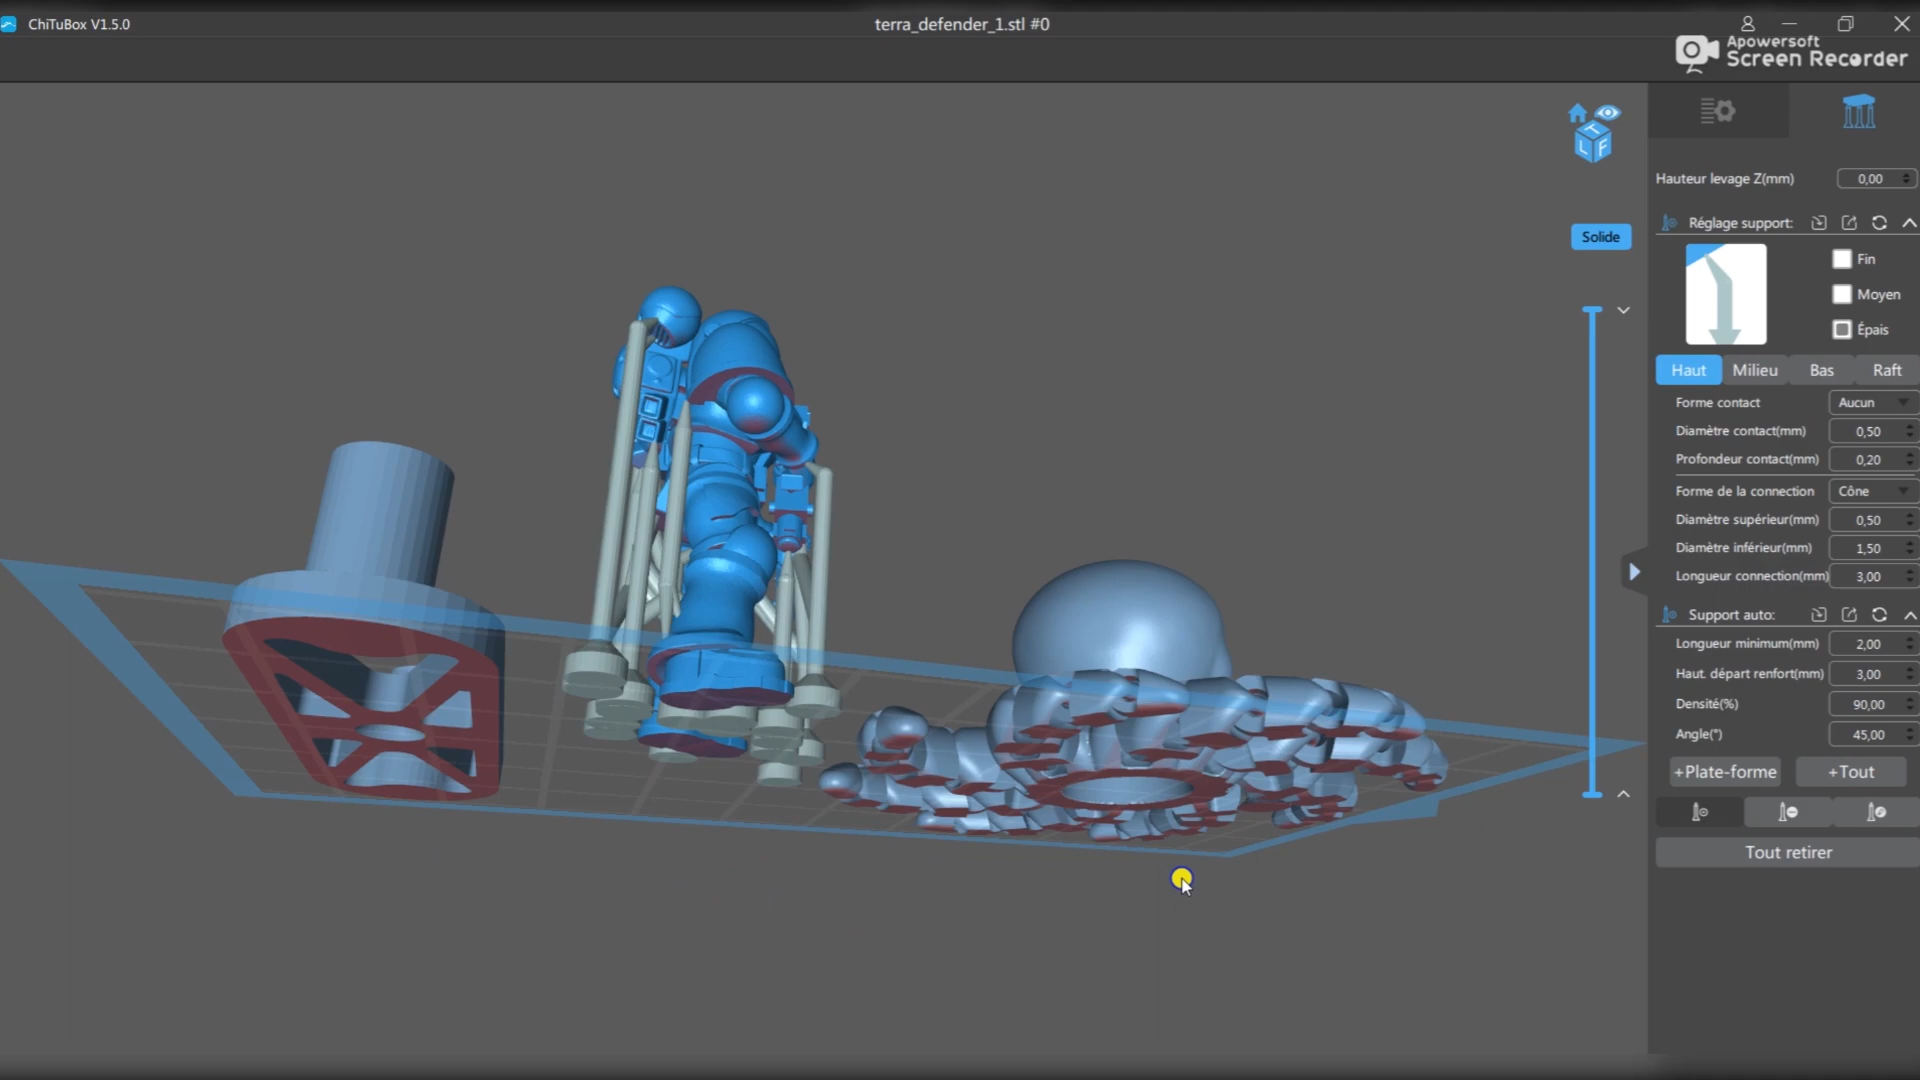 ChiTuBox V1.5.0
terra_defender_1.stl #0
Apowersoft
Screen Recorder
T
L F
Solide
Hauteur levage Z(mm) 0,00
Réglage support:
Fin
Moyen
Épais
Haut Milieu Bas Raft
Forme contact Aucun
Diamètre contact(mm) 0,50
Profondeur contact(mm) 0,20
Forme de la connection Cône
Diamètre supérieur(mm) 0,50
Diamètre inférieur(mm) 1,50
Longueur connection(mm) 3,00
Support auto:
Longueur minimum(mm) 2,00
Haut. départ renfort(mm) 3,00
Densité(%) 90,00
Angle(°) 45,00
+Plate-forme +Tout
Tout retirer